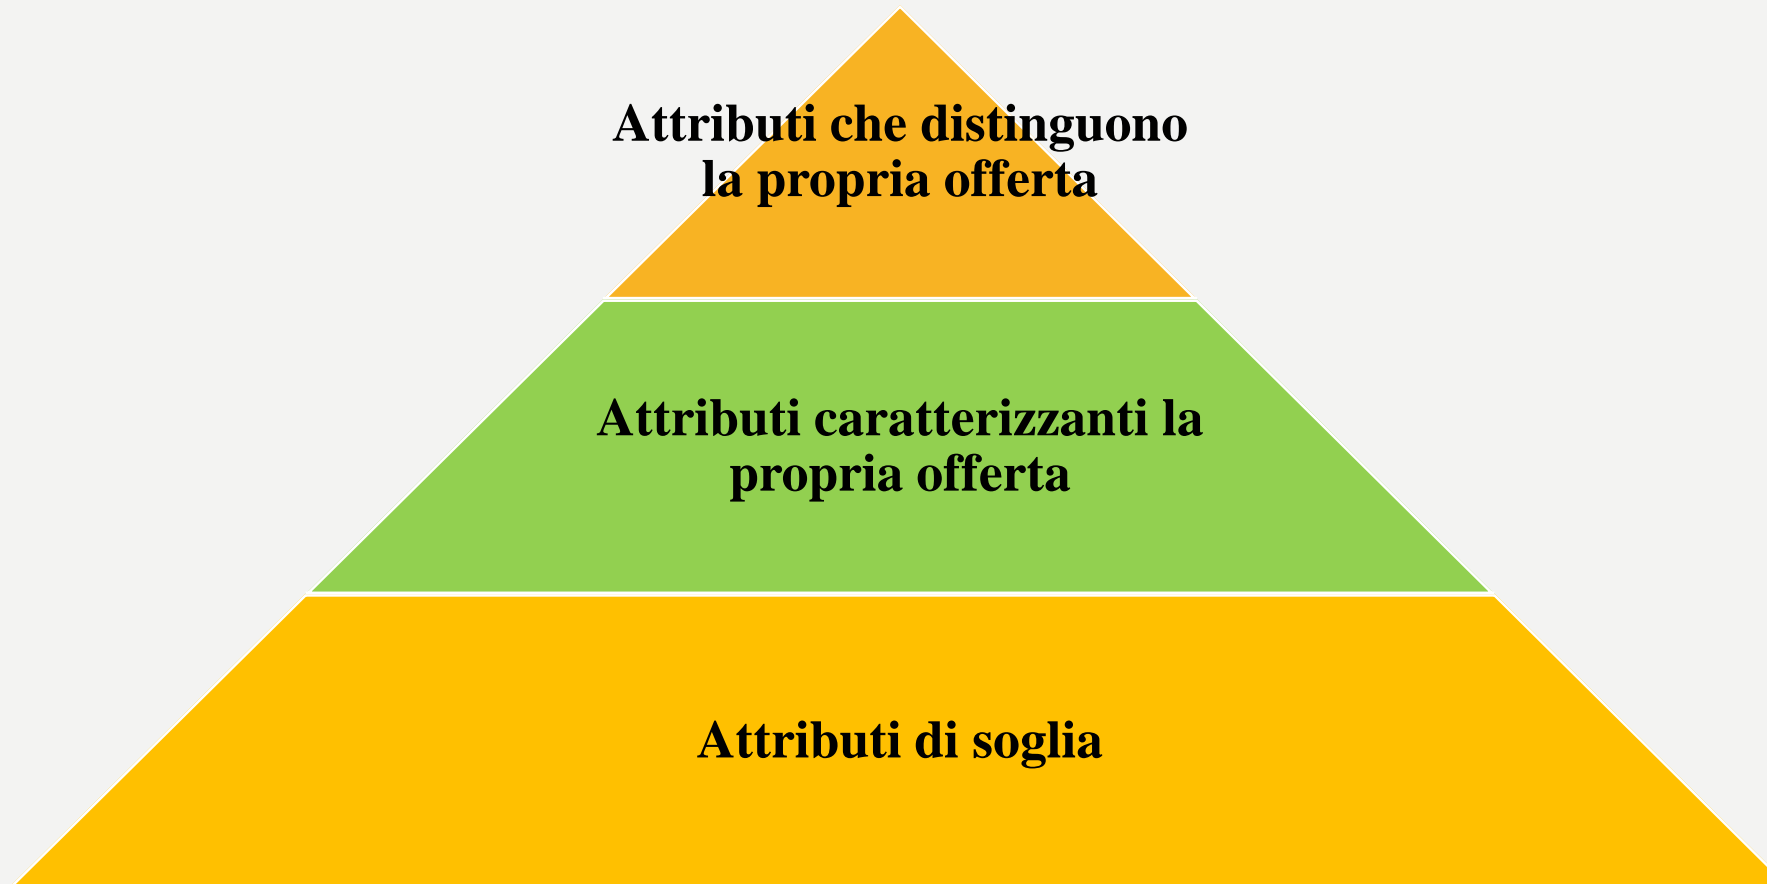 Attributi che distinguono
la propria offerta
Attributi caratterizzanti la
propria offerta
Attributi di soglia